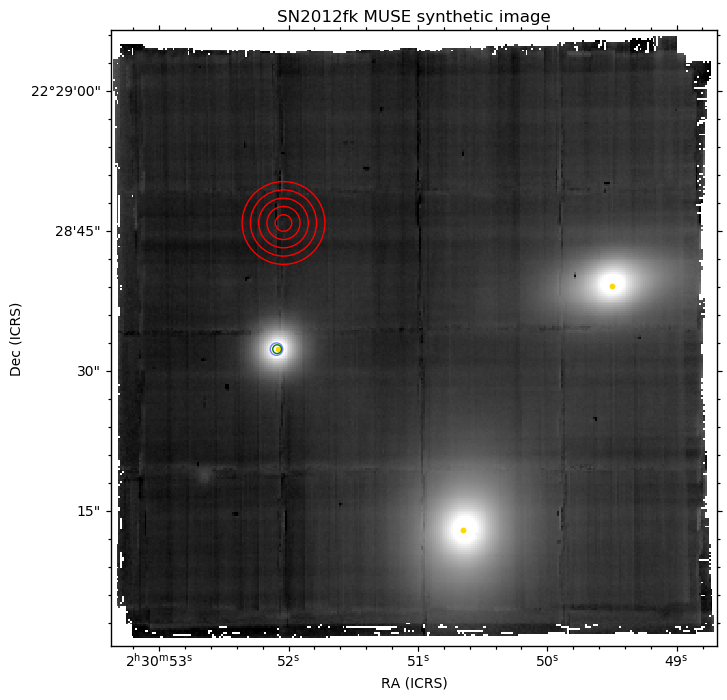 SN2012fk MUSE synthetic image
22°29'00"
28'45"
30"
15"
Dec (ICRS)
2ʰ30ᵐ53ˢ
52ˢ
51ˢ
50ˢ
49ˢ
RA (ICRS)